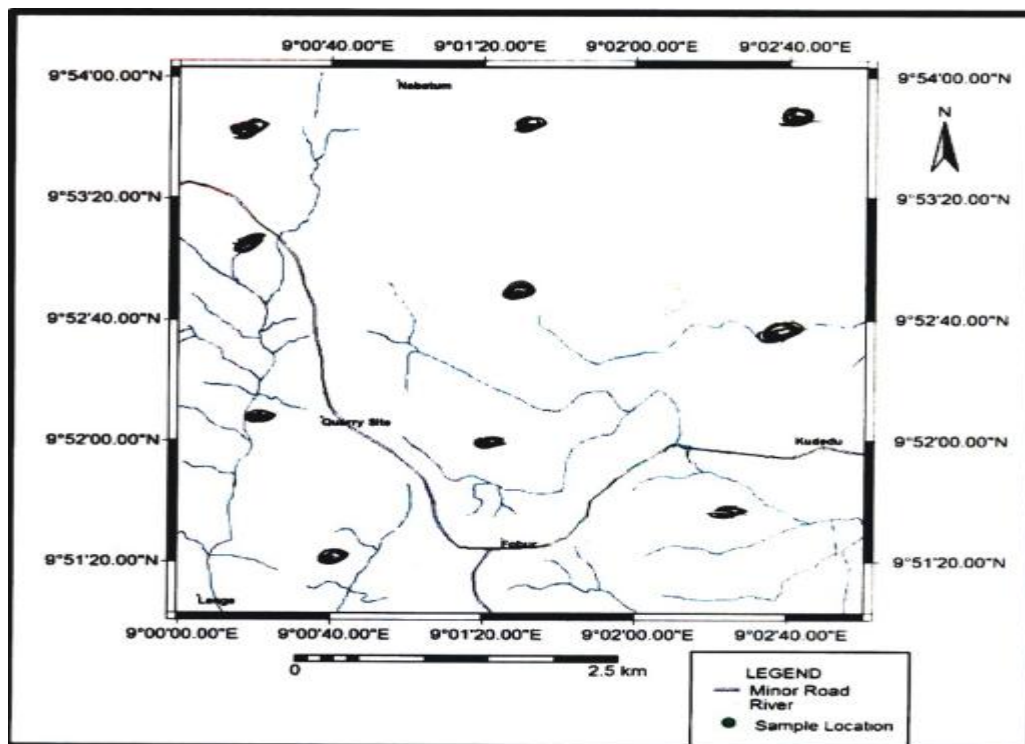 9°00'40.00"E 9°01'20.00"E 9°02'00.00"E 9°02'40.00"E
9°54'00.00"N 9°54'00.00"N
Nabatum
N
9°53'20.00"N 9°53'20.00"N
9°52'40.00"N 9°52'40.00"N
Quarry Site
9°52'00.00"N 9°52'00.00"N
Kudedu
Fobur
9°51'20.00"N 9°51'20.00"N
9°00'00.00"E 9°00'40.00"E 9°01'20.00"E 9°02'00.00"E 9°02'40.00"E
0 2.5 km
LEGEND
Minor Road
River
Sample Location